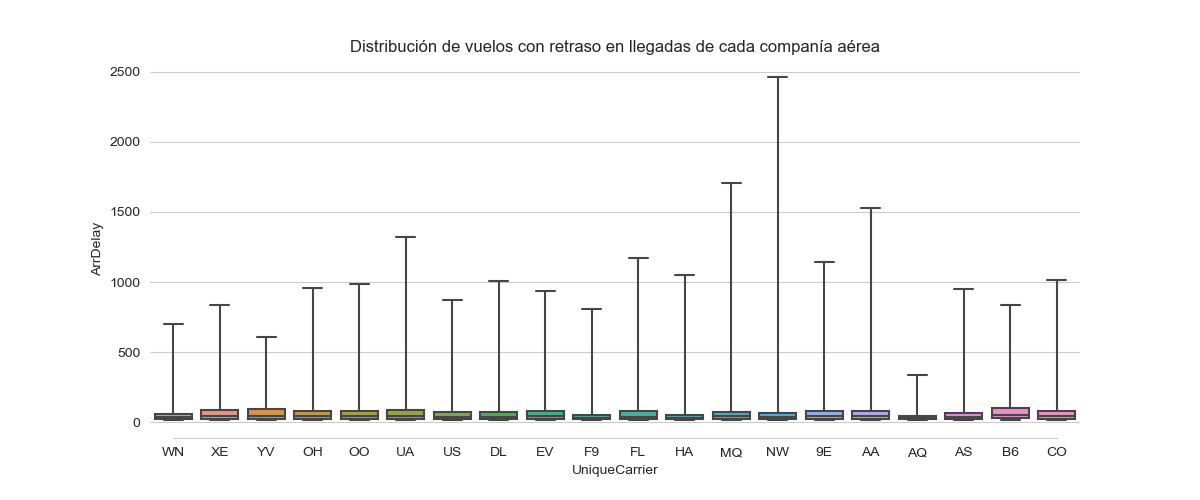 Distribución de vuelos con retraso en llegadas de cada companía aérea
2500
2000
1500
1000
500
0
ArrDelay
WN XE YV OH OO UA US DL EV F9 FL HA MQ NW 9E AA AQ AS B6 CO
UniqueCarrier